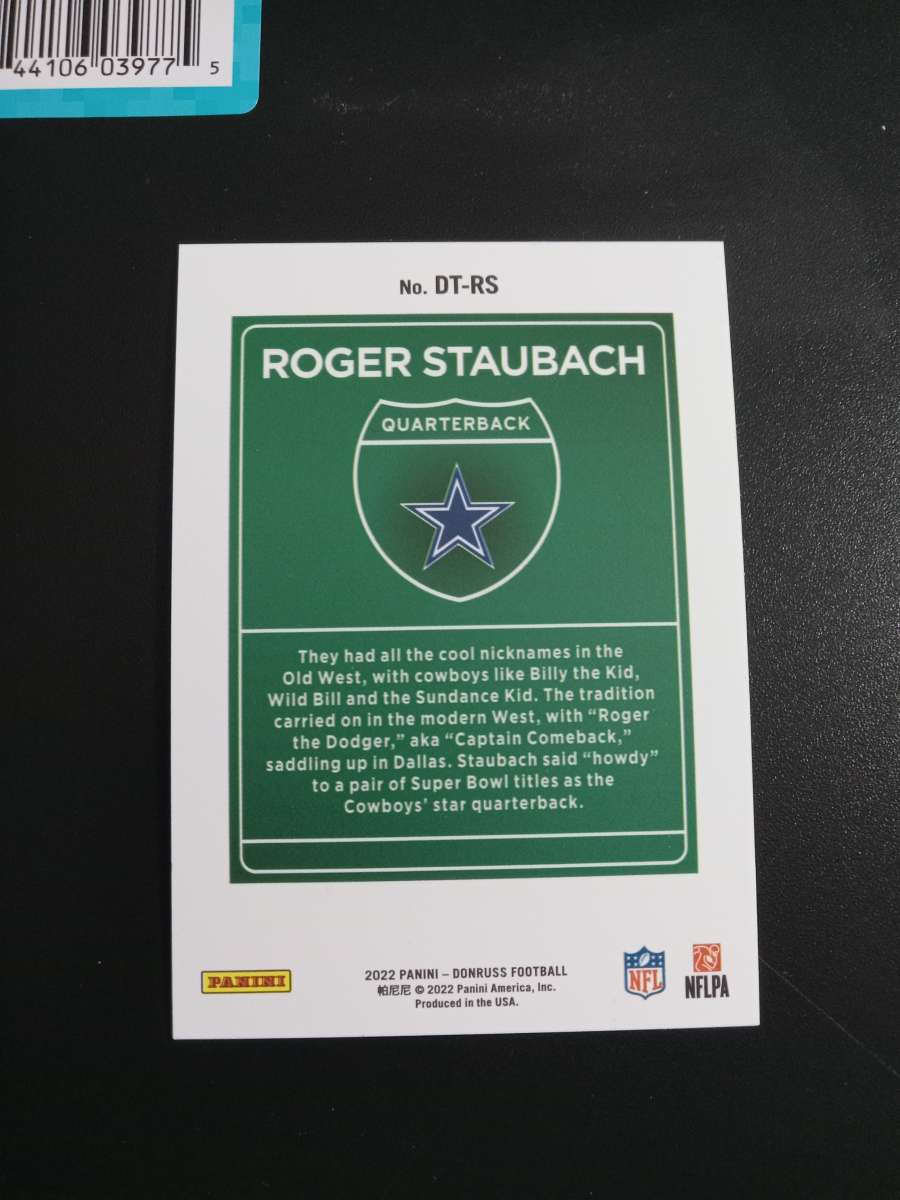 44106 03977 5
No. DT-RS
ROGER STAUBACH
QUARTERBACK
They had all the cool nicknames in the
Old West, with cowboys like Billy the Kid,
Wild Bill and the Sundance Kid. The tradition
carried on in the modern West, with “Roger
the Dodger,” aka “Captain Comeback,”
saddling up in Dallas. Staubach said “howdy”
to a pair of Super Bowl titles as the
Cowboys’ star quarterback.
PANINI
2022 PANINI – DONRUSS FOOTBALL
帕尼尼 © 2022 Panini America, Inc.
Produced in the USA.
NFL
NFLPA